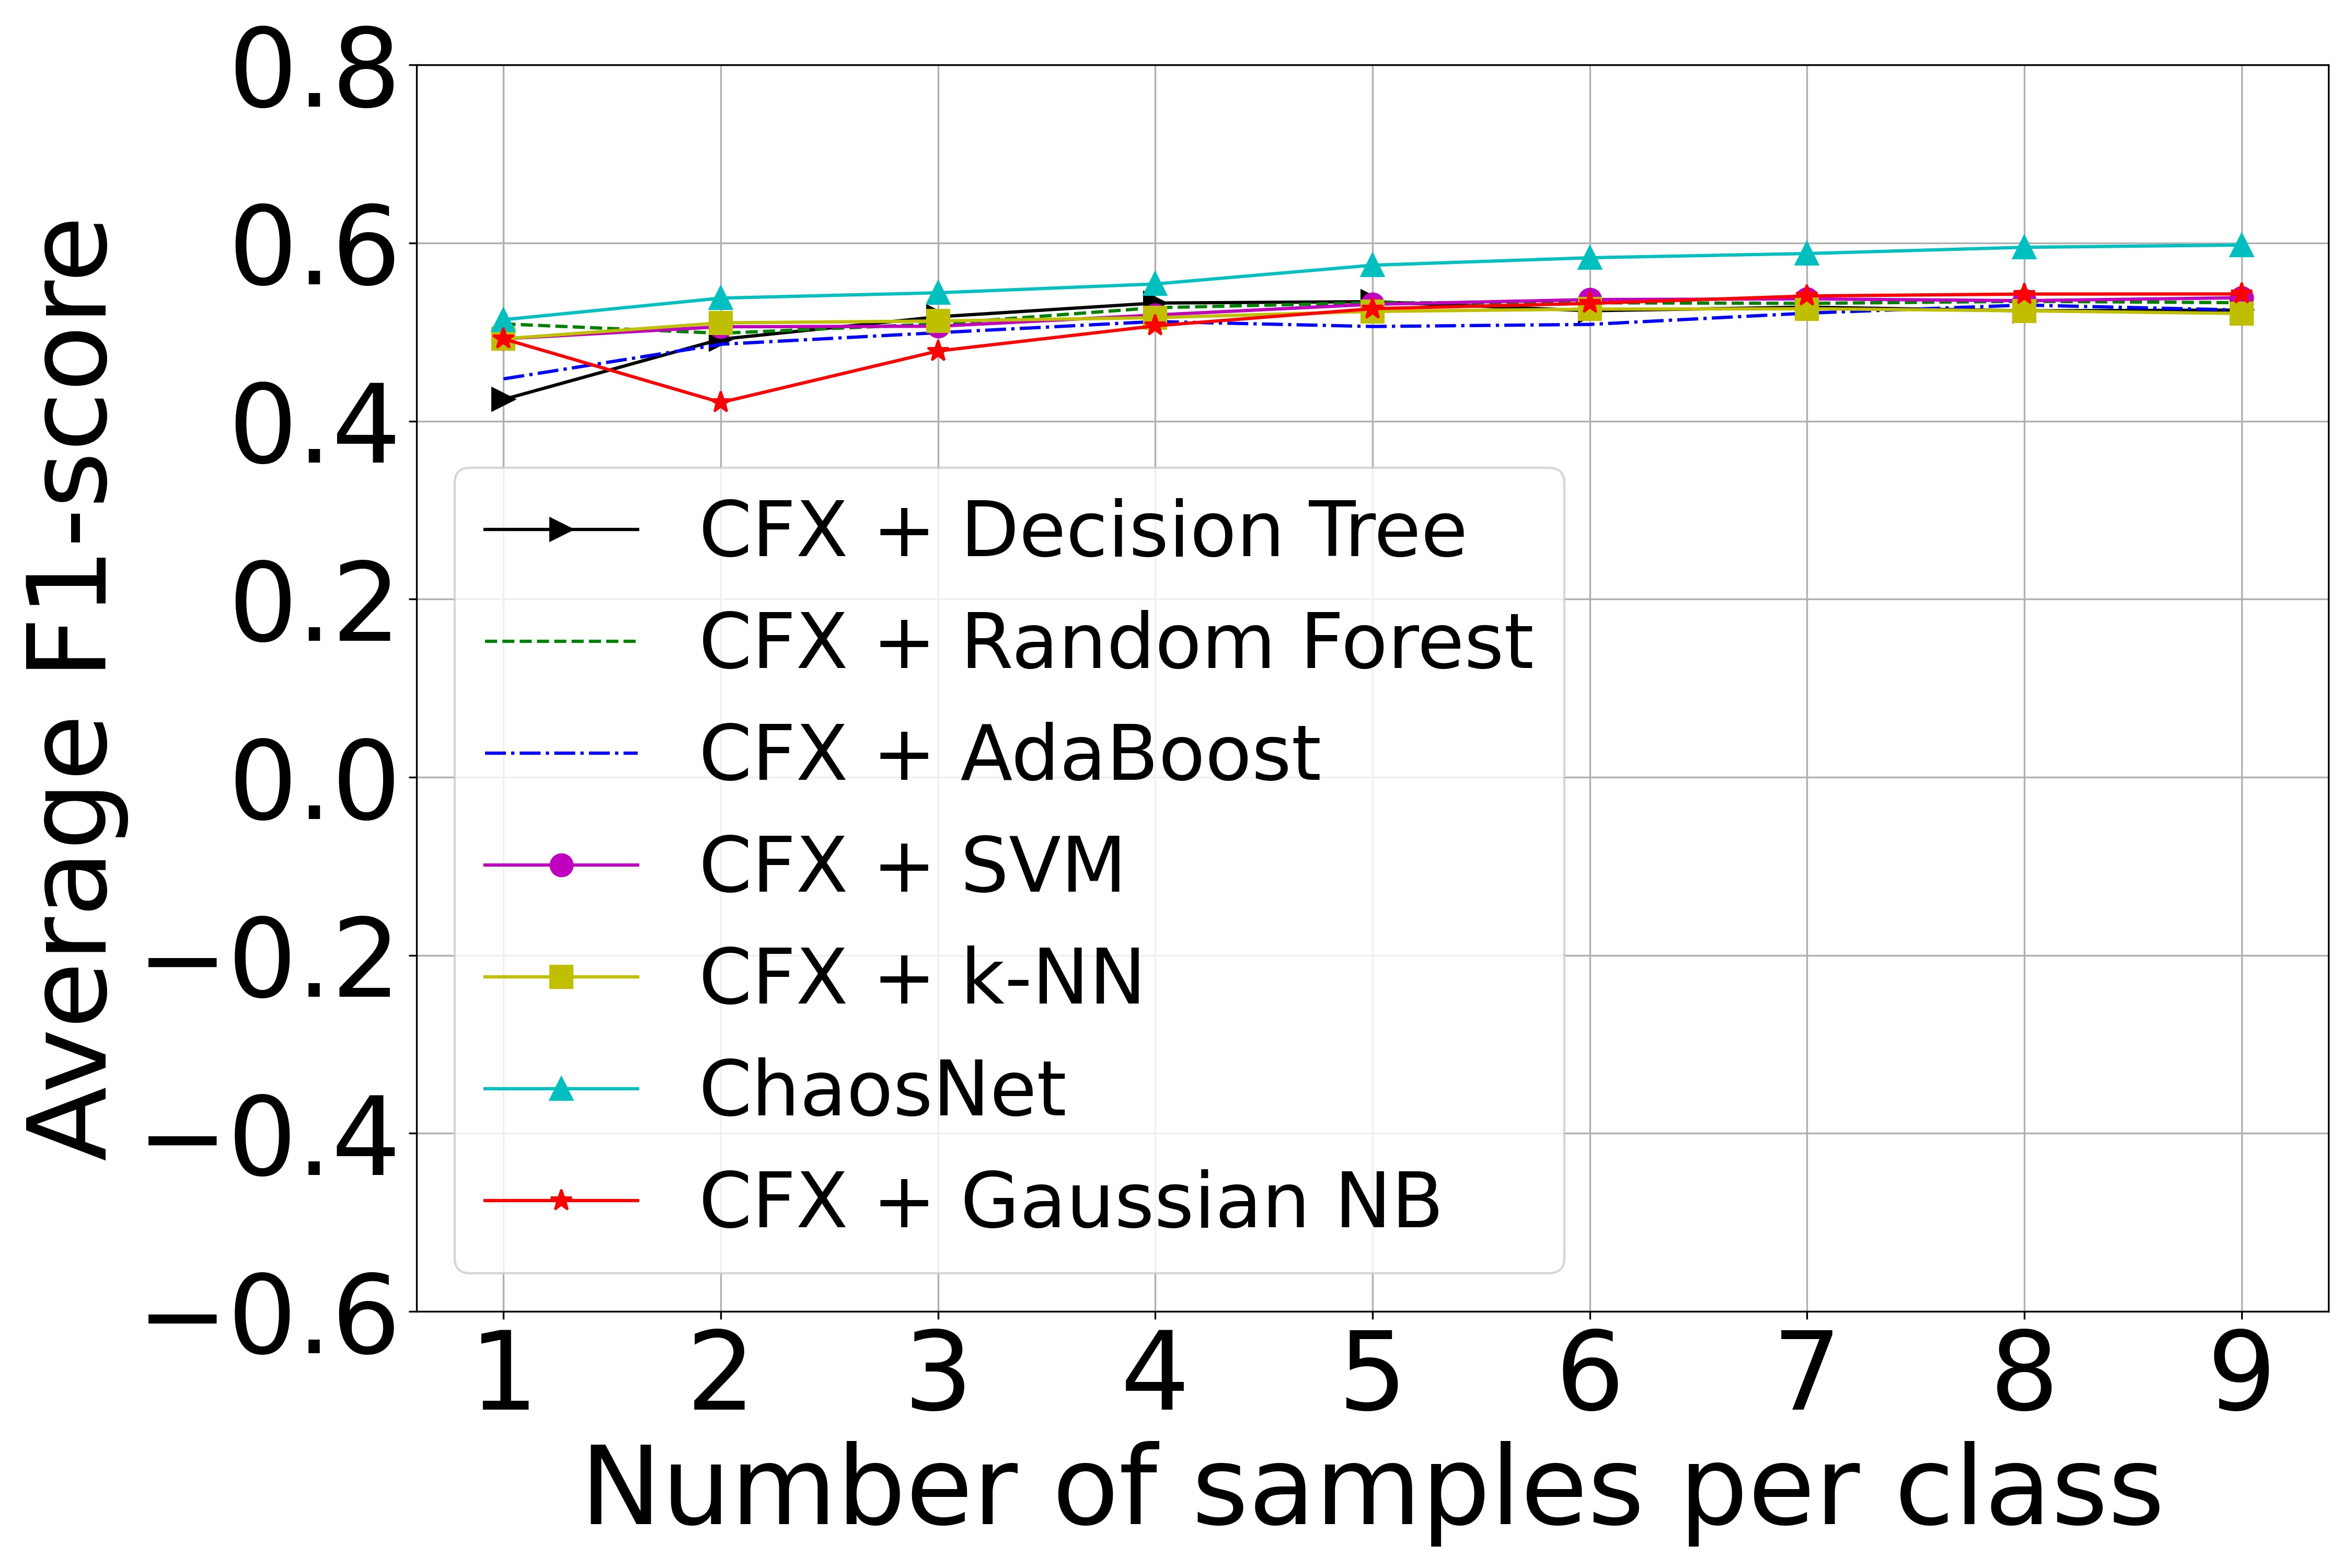 Average F1-score
0.8
0.6
0.4
0.2
0.0
−0.2
−0.4
−0.6
CFX + Decision Tree
CFX + Random Forest
CFX + AdaBoost
CFX + SVM
CFX + k-NN
ChaosNet
CFX + Gaussian NB
1 2 3 4 5 6 7 8 9
Number of samples per class